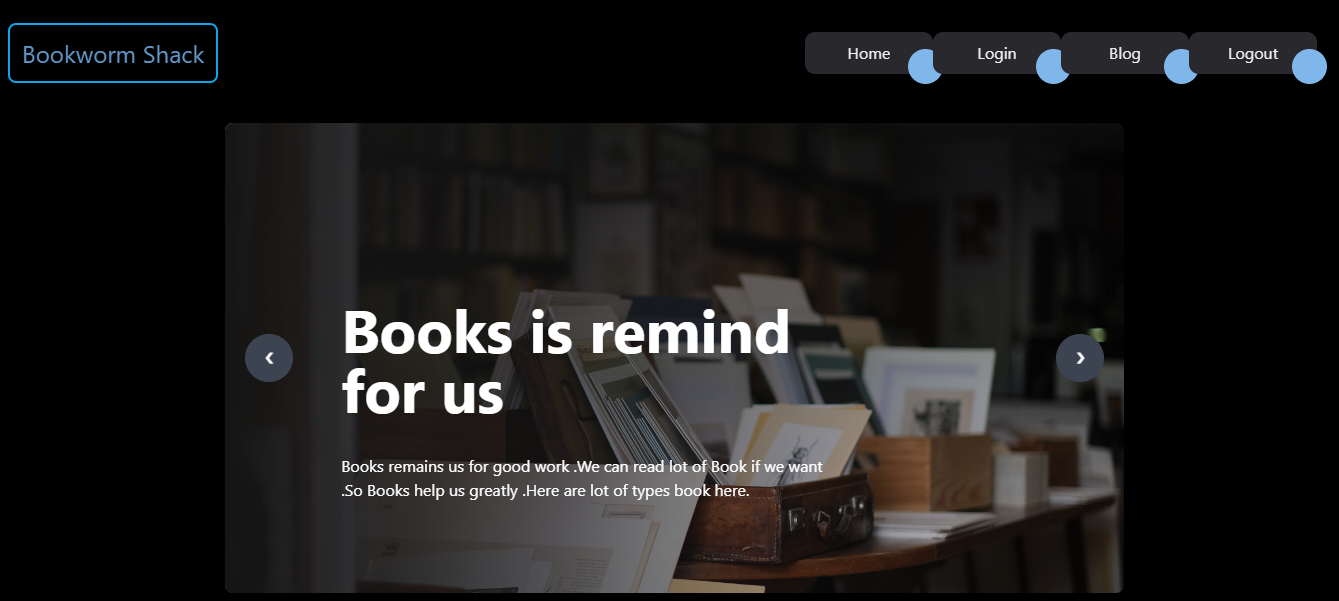 Bookworm Shack
Home
Login
Blog
Logout
Books is remind
for us
Books remains us for good work .We can read lot of Book if we want
.So Books help us greatly .Here are lot of types book here.